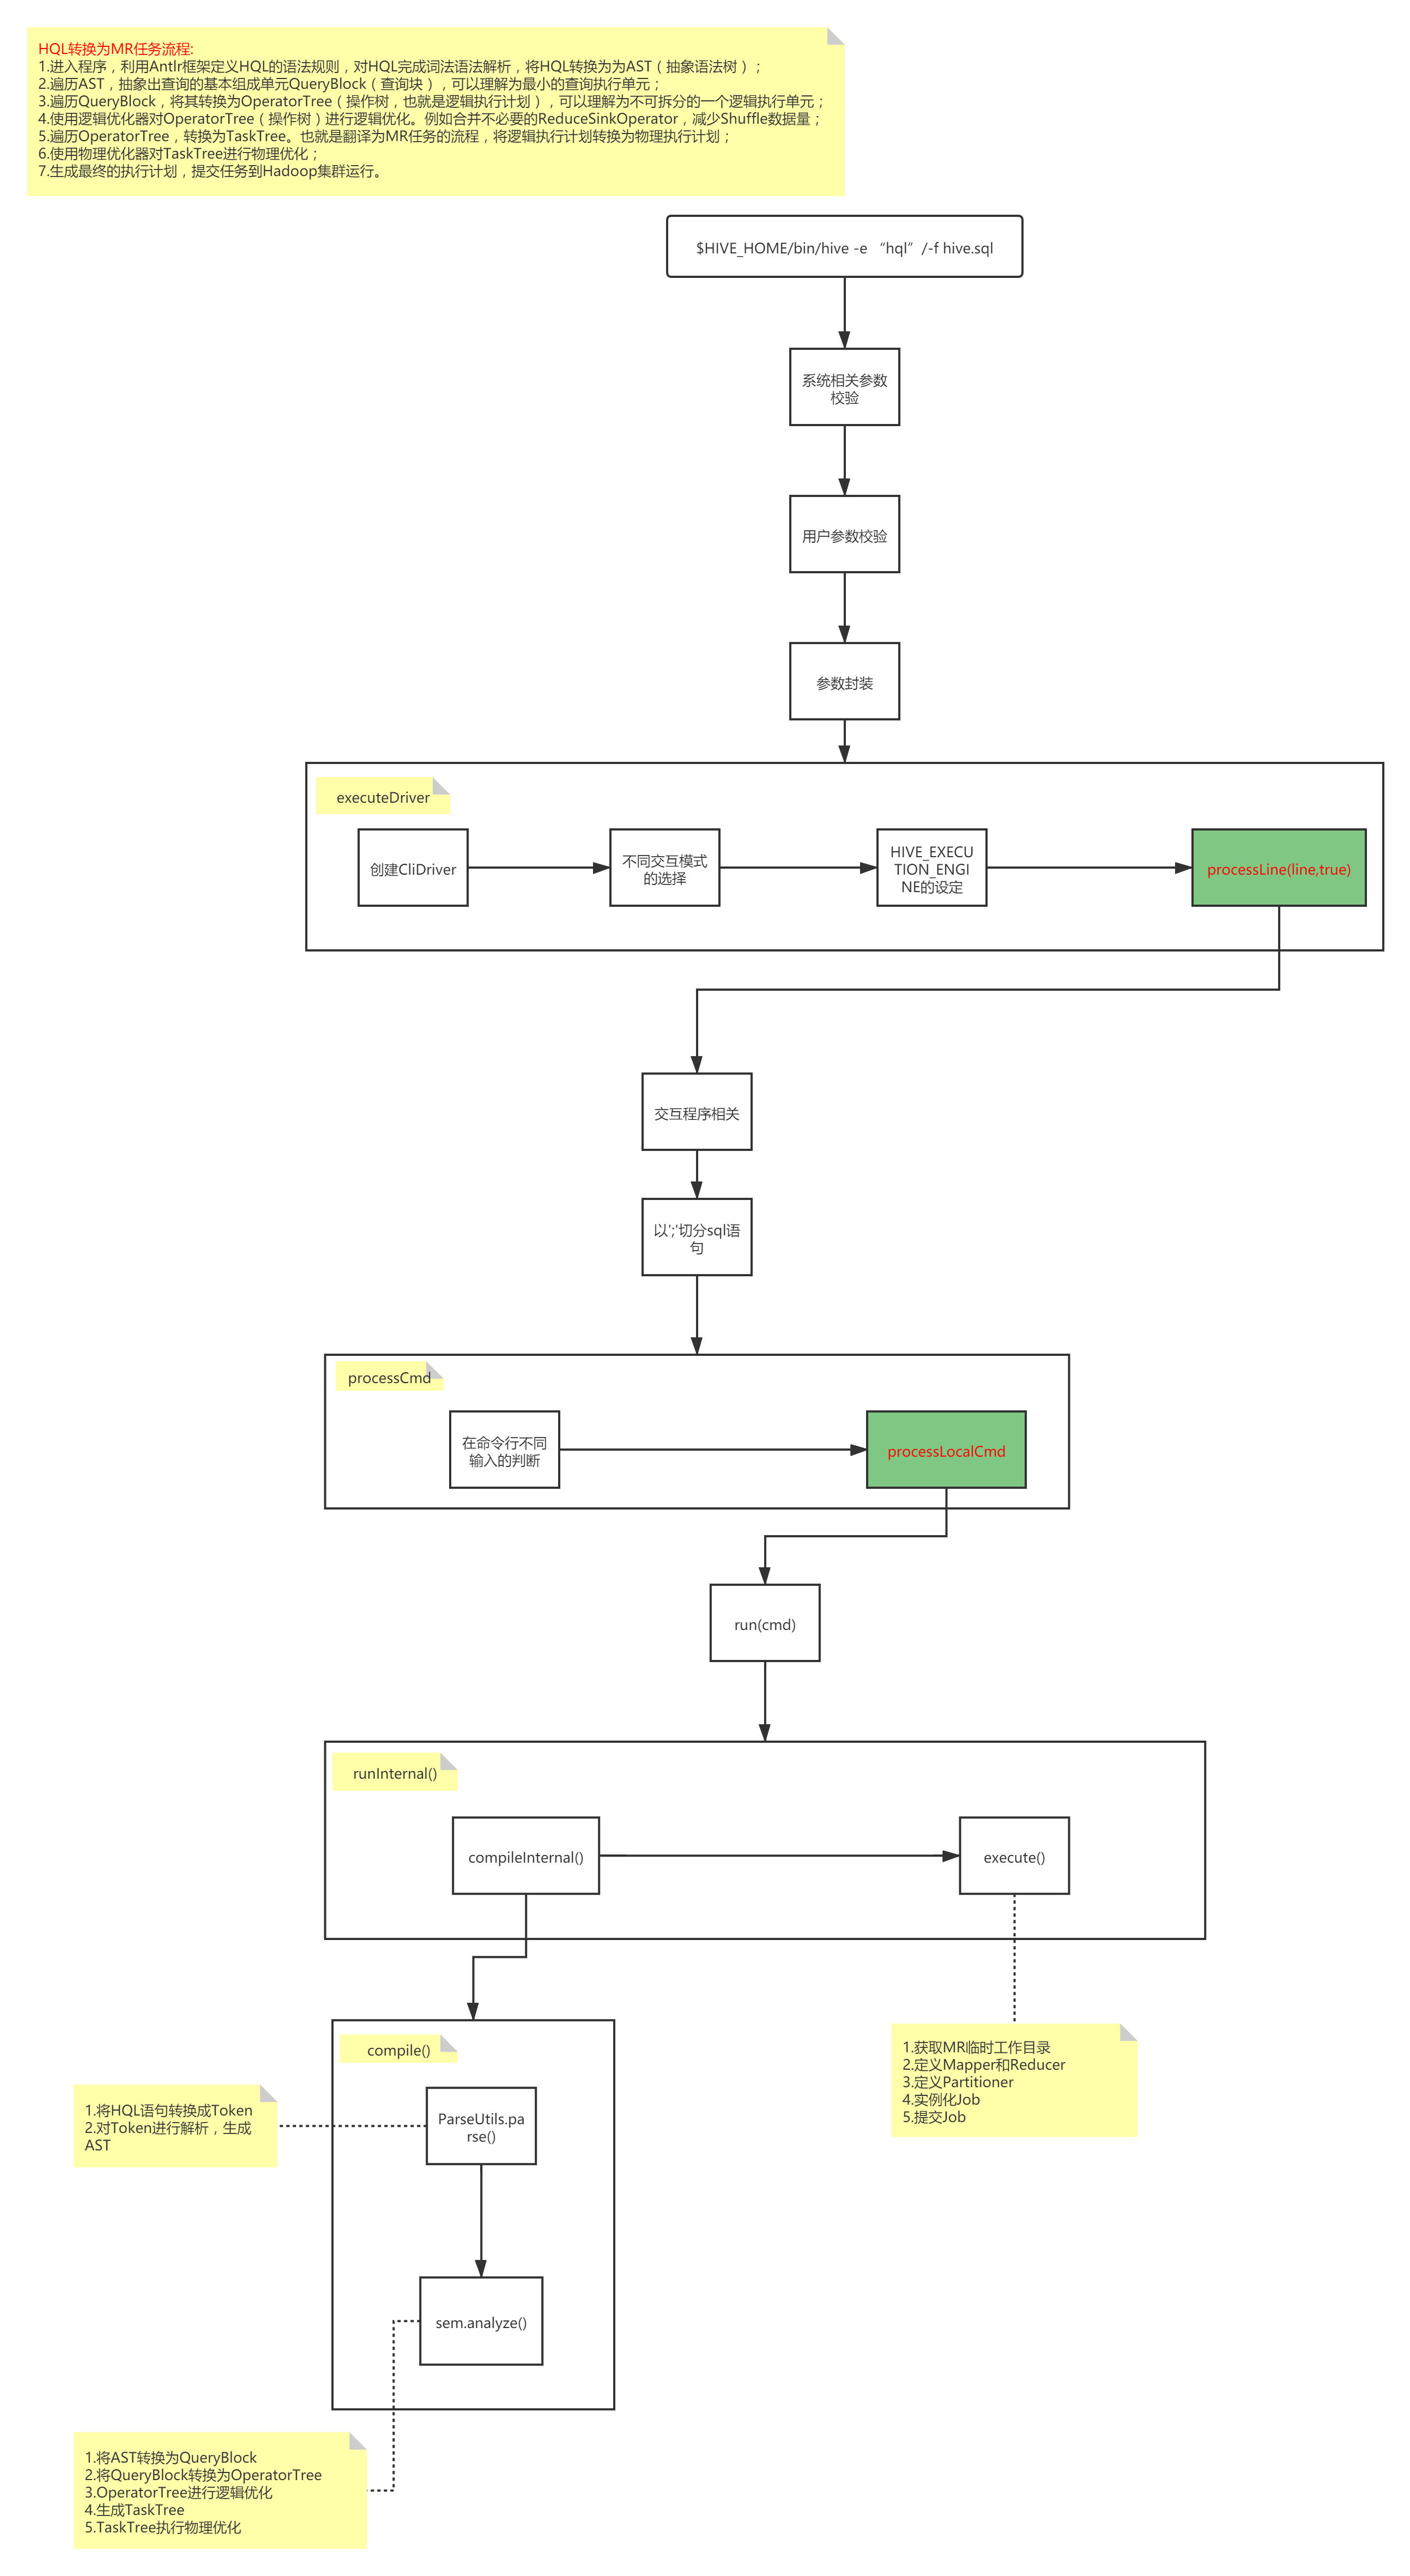 HQL转换为MR任务流程:
1.进入程序，利用Antlr框架定义HQL的语法规则，对HQL完成词法语法解析，将HQL转换为为AST（抽象语法树）；
2.遍历AST，抽象出查询的基本组成单元QueryBlock（查询块），可以理解为最小的查询执行单元；
3.遍历QueryBlock，将其转换为OperatorTree（操作树，也就是逻辑执行计划），可以理解为不可拆分的一个逻辑执行单元；
4.使用逻辑优化器对OperatorTree（操作树）进行逻辑优化。例如合并不必要的ReduceSinkOperator，减少Shuffle数据量；
5.遍历OperatorTree，转换为TaskTree。也就是翻译为MR任务的流程，将逻辑执行计划转换为物理执行计划；
6.使用物理优化器对TaskTree进行物理优化；
7.生成最终的执行计划，提交任务到Hadoop集群运行。
$HIVE_HOME/bin/hive -e “hql”/-f hive.sql
系统相关参数
校验
用户参数校验
参数封装
executeDriver
创建CliDriver
不同交互模式
的选择
HIVE_EXECU
TION_ENGI
NE的设定
processLine(line,true)
交互程序相关
以';'切分sql语
句
processCmd
在命令行不同
输入的判断
processLocalCmd
run(cmd)
runInternal()
compileInternal()
execute()
compile()
1.获取MR临时工作目录
2.定义Mapper和Reducer
3.定义Partitioner
4.实例化Job
5.提交Job
1.将HQL语句转换成Token
2.对Token进行解析，生成
AST
ParseUtils.pa
rse()
sem.analyze()
1.将AST转换为QueryBlock
2.将QueryBlock转换为OperatorTree
3.OperatorTree进行逻辑优化
4.生成TaskTree
5.TaskTree执行物理优化